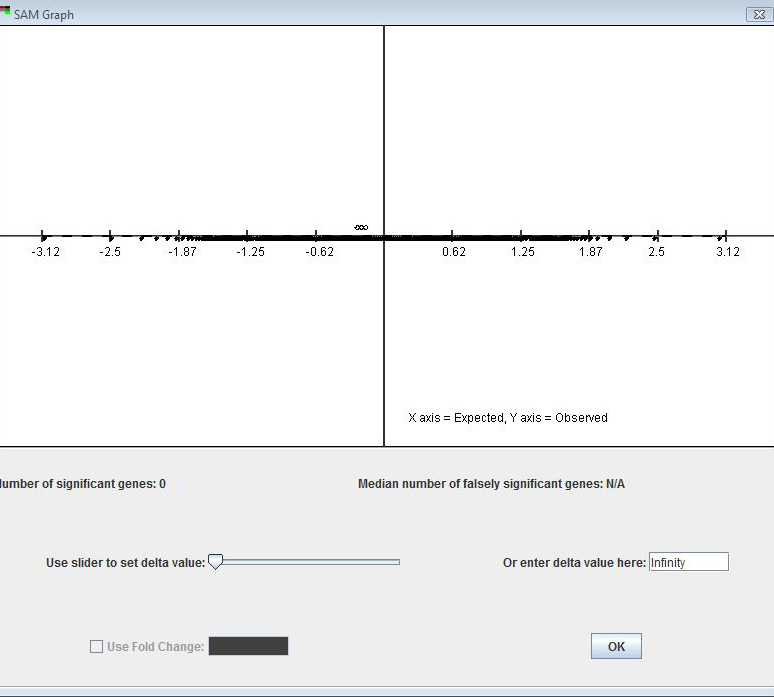 SAM Graph
-∞
-3.12 -2.5 -1.87 -1.25 -0.62 0.62 1.25 1.87 2.5 3.12
X axis = Expected, Y axis = Observed
umber of significant genes: 0 Median number of falsely significant genes: N/A
Use slider to set delta value: Or enter delta value here: Infinity
Use Fold Change: OK